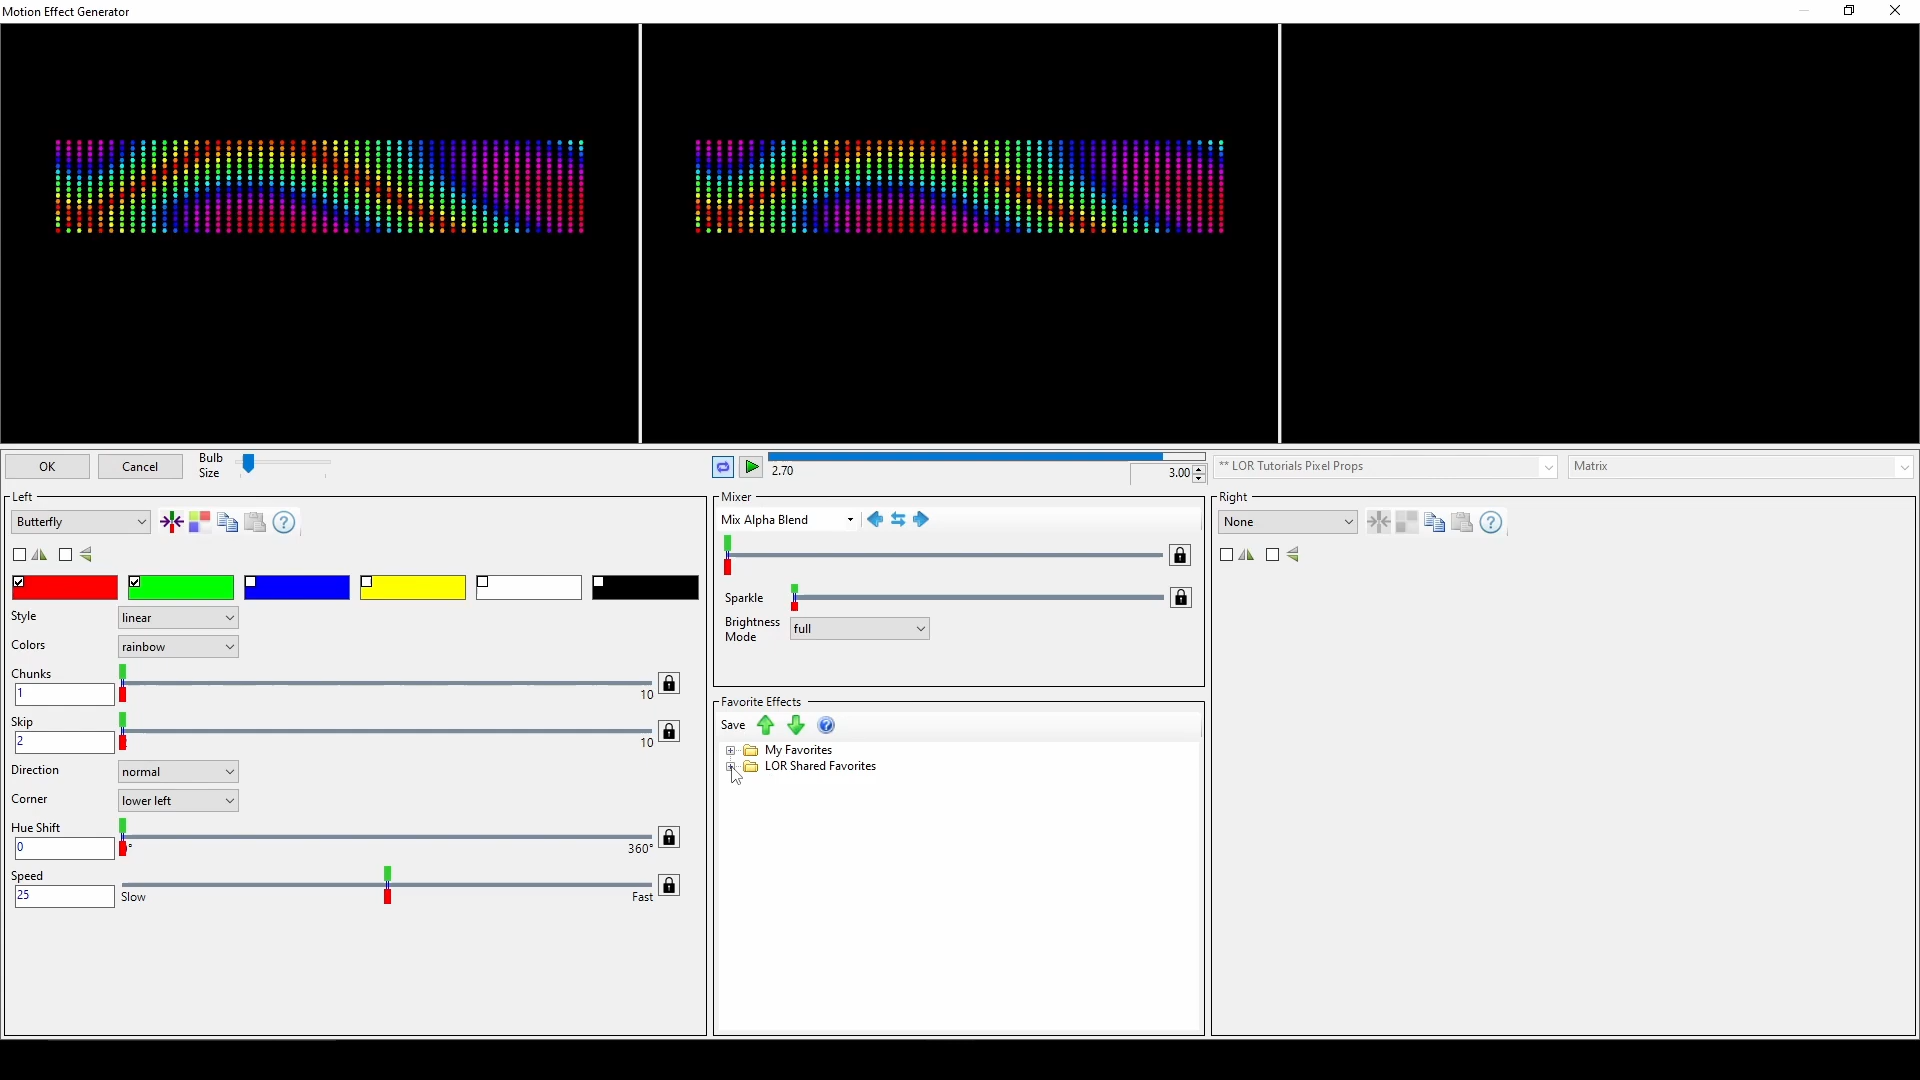 Motion Effect Generator
OK
Cancel
Bulb
Size
2.70
3.00
** LOR Tutorials Pixel Props
Matrix
Left
Butterfly
Style
linear
Colors
rainbow
Chunks
1
10
Skip
2
10
Direction
normal
Corner
lower left
Hue Shift
0
360°
Speed
25
Slow
Fast
Mixer
Mix Alpha Blend
Sparkle
Brightness
Mode
full
Favorite Effects
Save
My Favorites
LOR Shared Favorites
Right
None